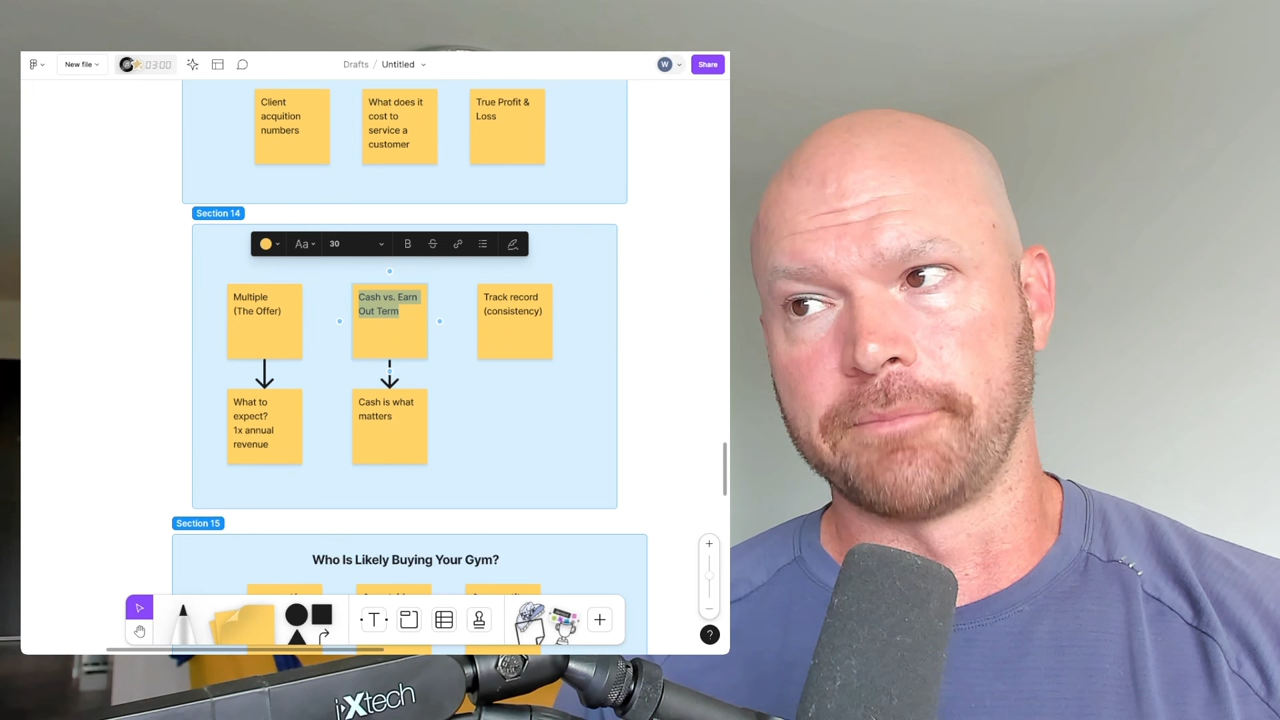 New file
03:00
Drafts / Untitled
W
Share
Client
acquition
numbers
What does it
cost to
service a
customer
True Profit &
Loss
Section 14
Aa
30
B
S
Multiple
(The Offer)
Cash vs. Earn
Out Term
Track record
(consistency)
What to
expect?
1x annual
revenue
Cash is what
matters
Section 15
Who Is Likely Buying Your Gym?
T
?
iXtech